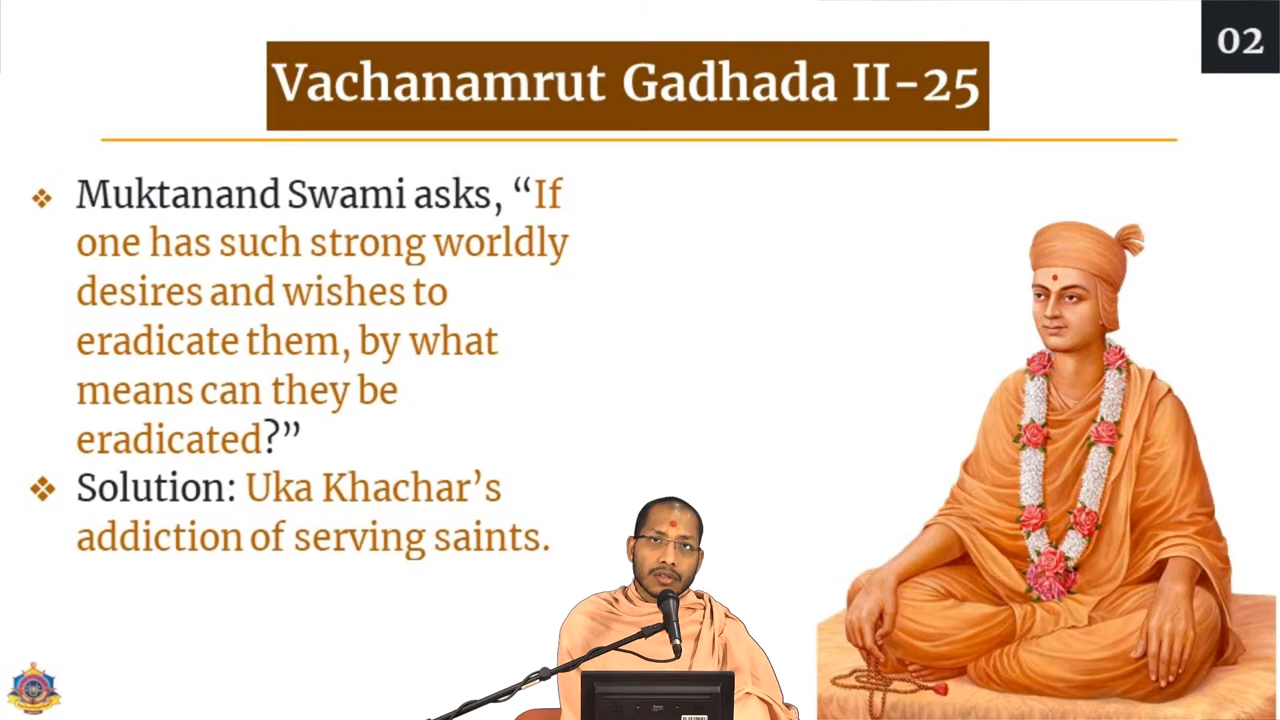 02
Vachanamrut Gadhada II-25
❖ Muktanand Swami asks, “If
one has such strong worldly
desires and wishes to
eradicate them, by what
means can they be
eradicated?”
❖ Solution: Uka Khachar’s
addiction of serving saints.